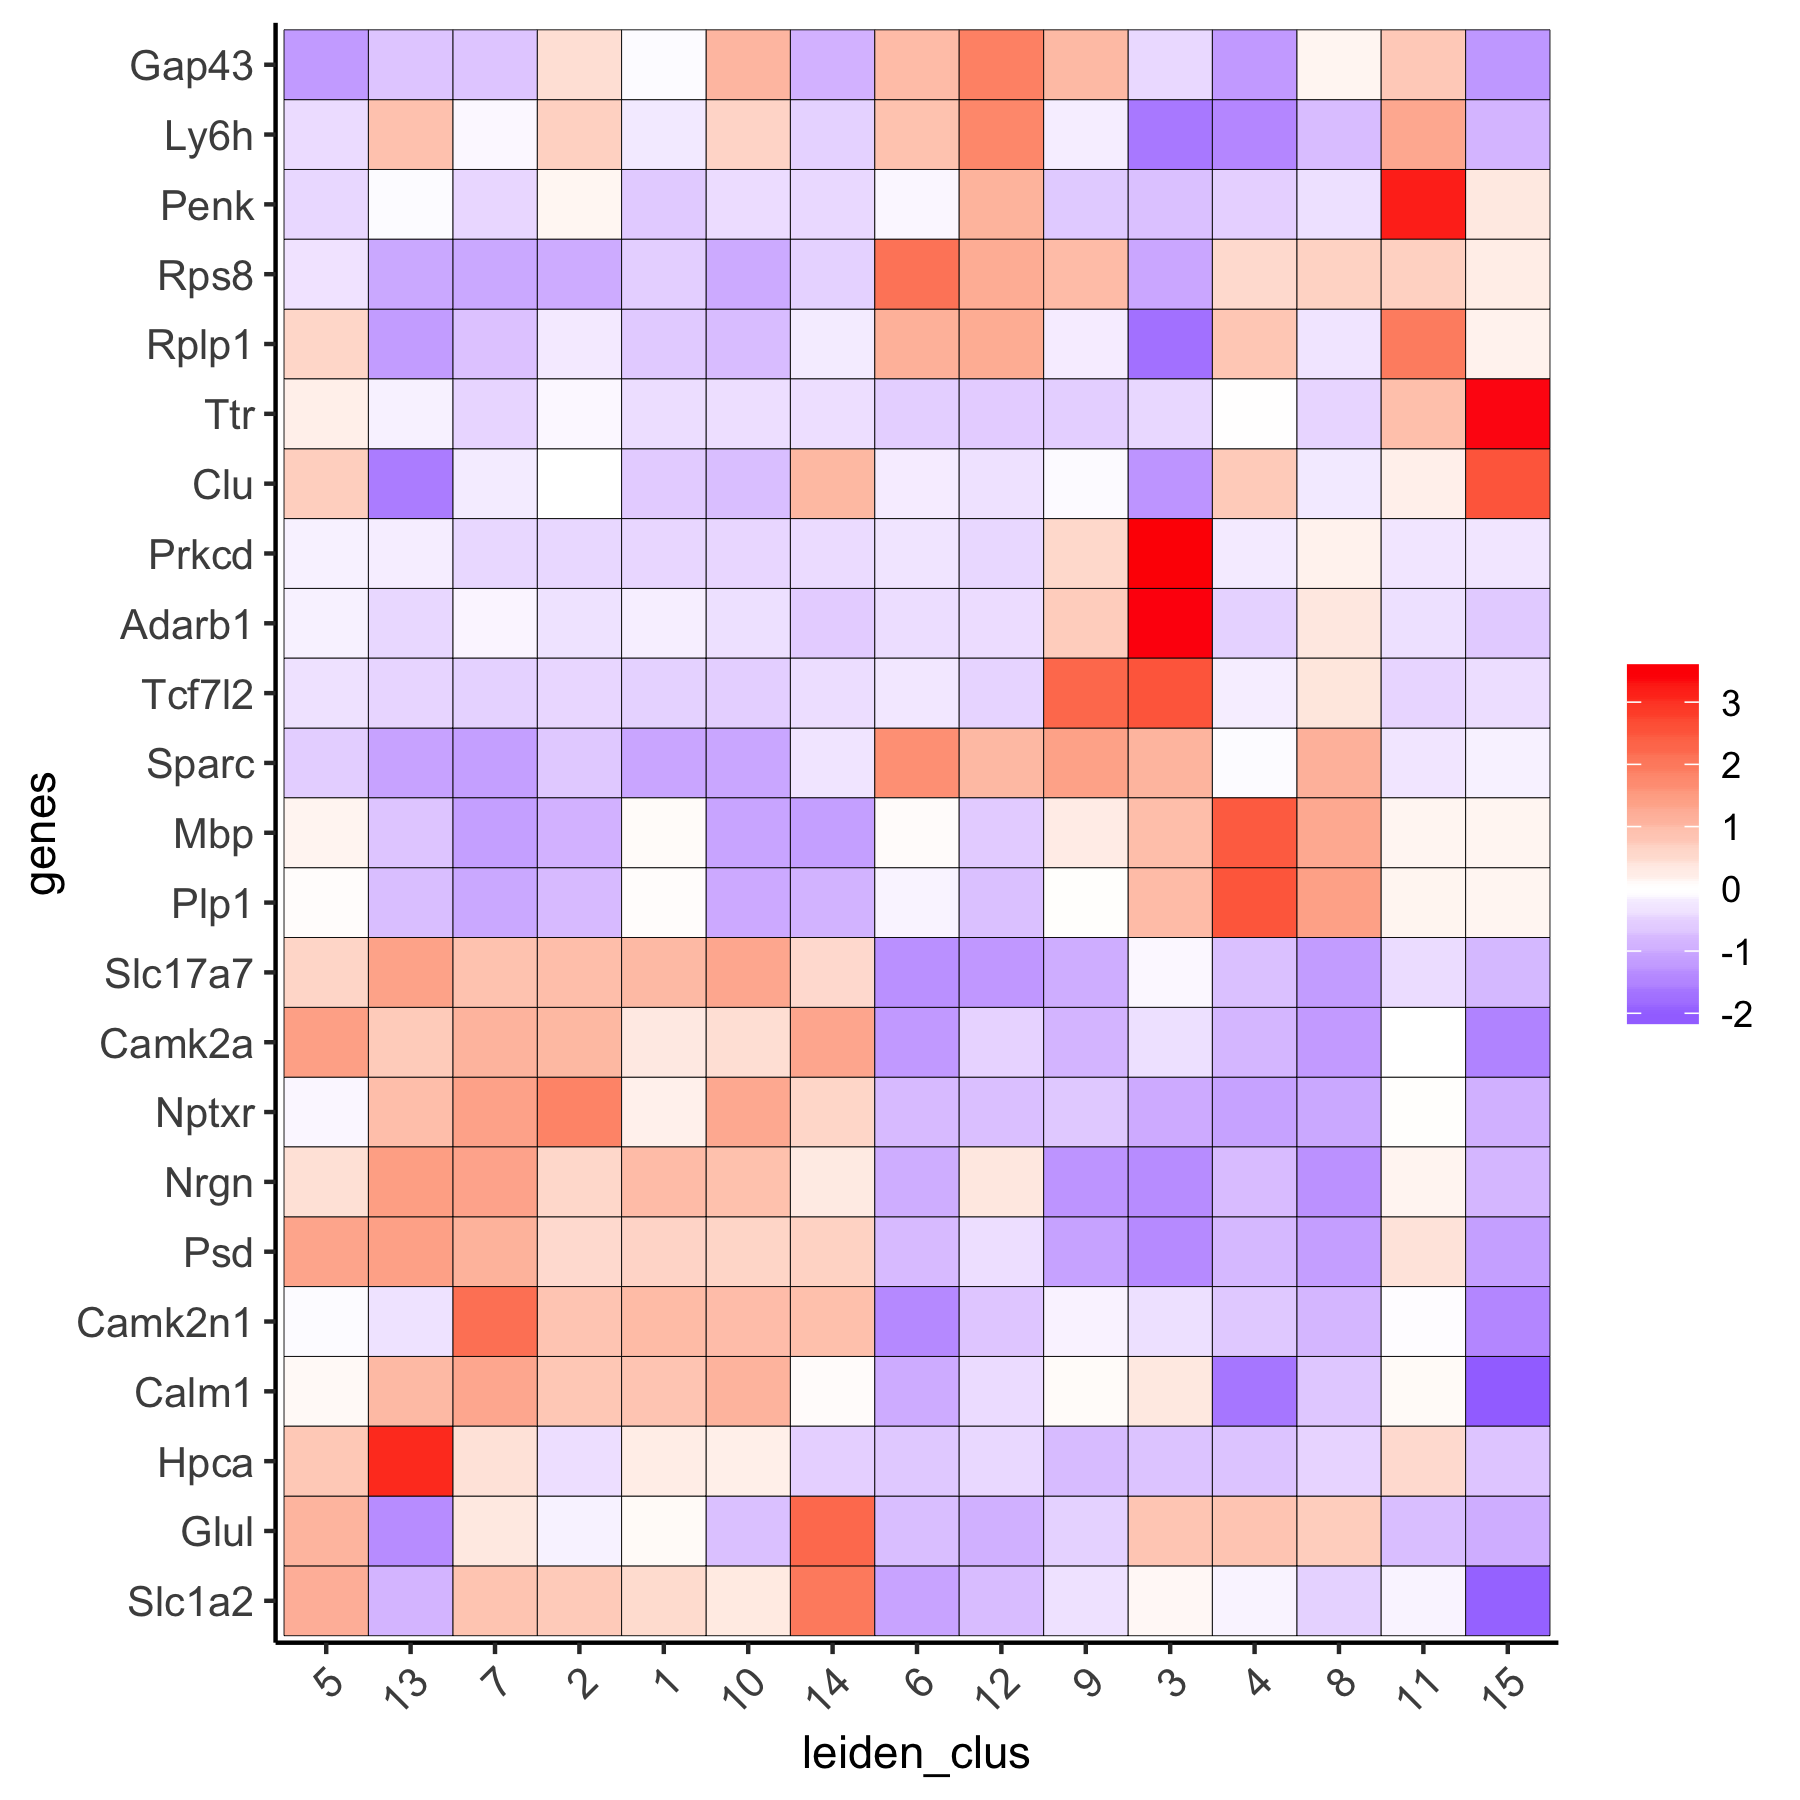 genes
Gap43
Ly6h
Penk
Rps8
Rplp1
Ttr
Clu
Prkcd
Adarb1
Tcf7l2
Sparc
Mbp
Plp1
Slc17a7
Camk2a
Nptxr
Nrgn
Psd
Camk2n1
Calm1
Hpca
Glul
Slc1a2
5 13 7 2 1 10 14 6 12 9 3 4 8 11 15
leiden_clus
3
2
1
0
-1
-2